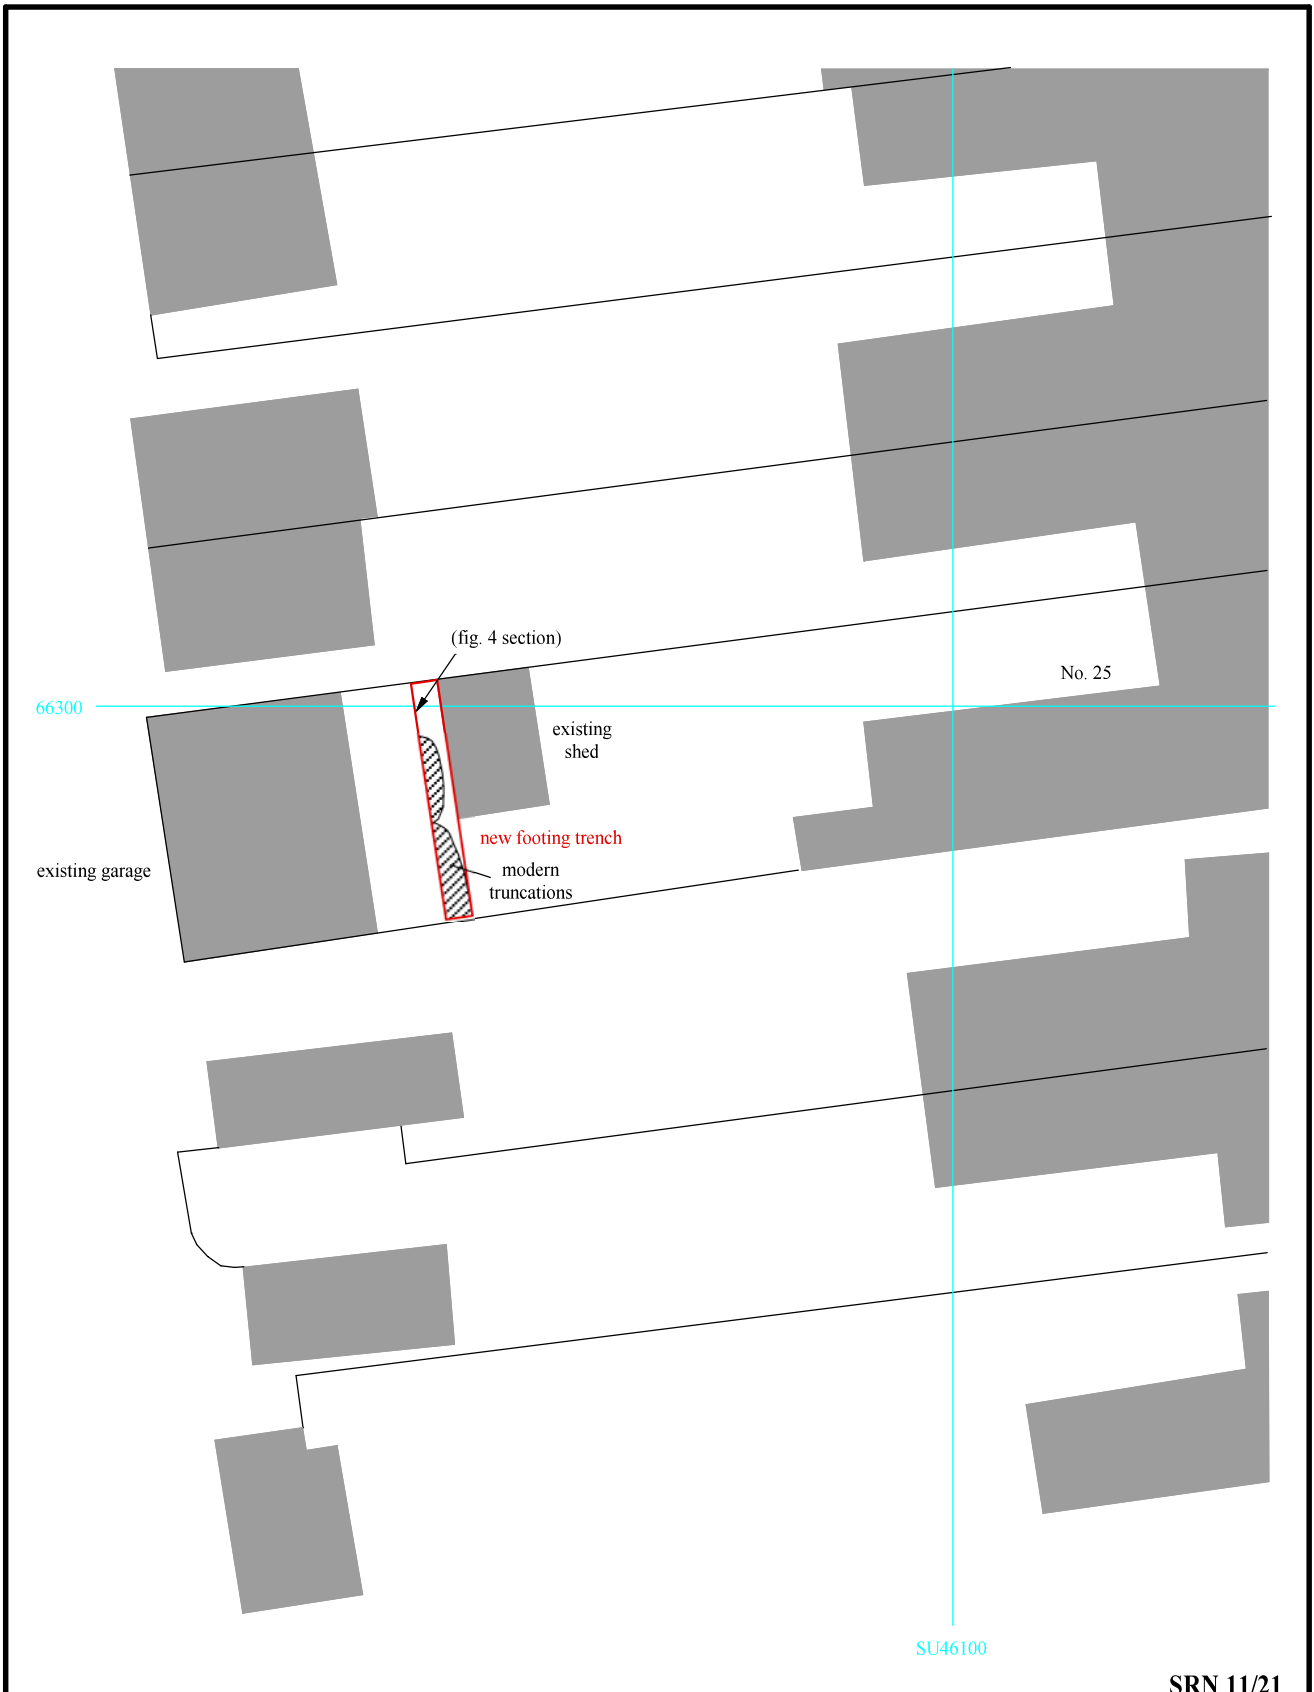 (fig. 4 section)
No. 25
66300
existing
shed
new footing trench
existing garage
modern
truncations
SU46100
SRN 11/21